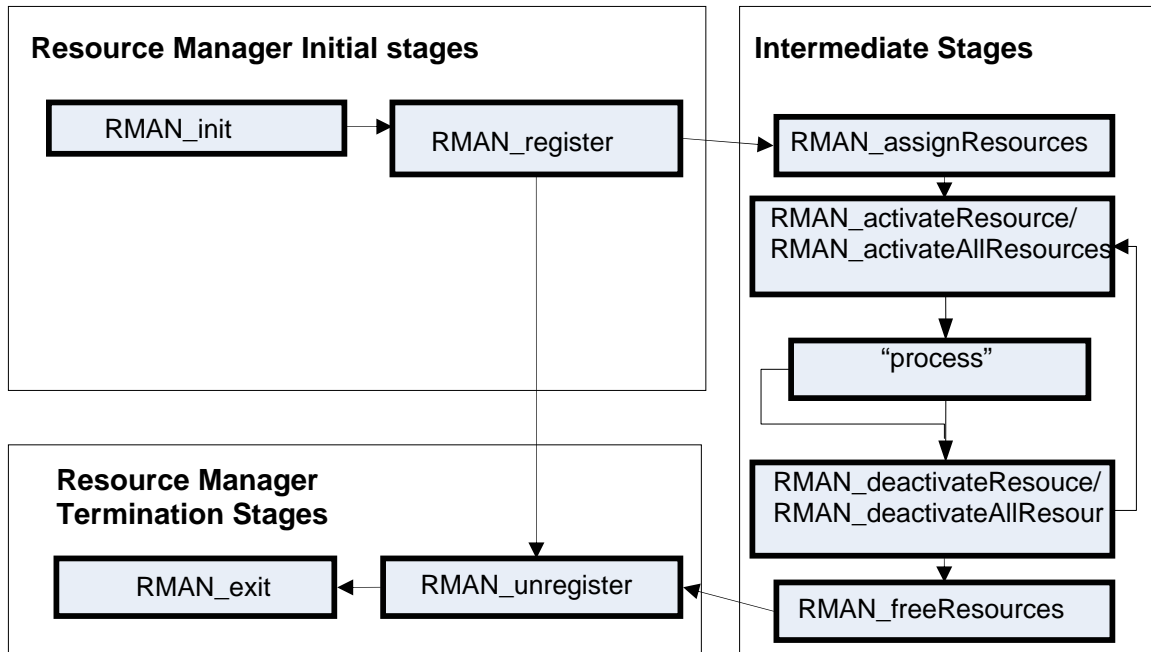 Resource Manager Initial stages
RMAN_init
RMAN_register
Intermediate Stages
RMAN_assignResources
RMAN_activateResource/
RMAN_activateAllResources
“process”
RMAN_deactivateResouce/
RMAN_deactivateAllResour
RMAN_freeResources
Resource Manager
Termination Stages
RMAN_exit
RMAN_unregister